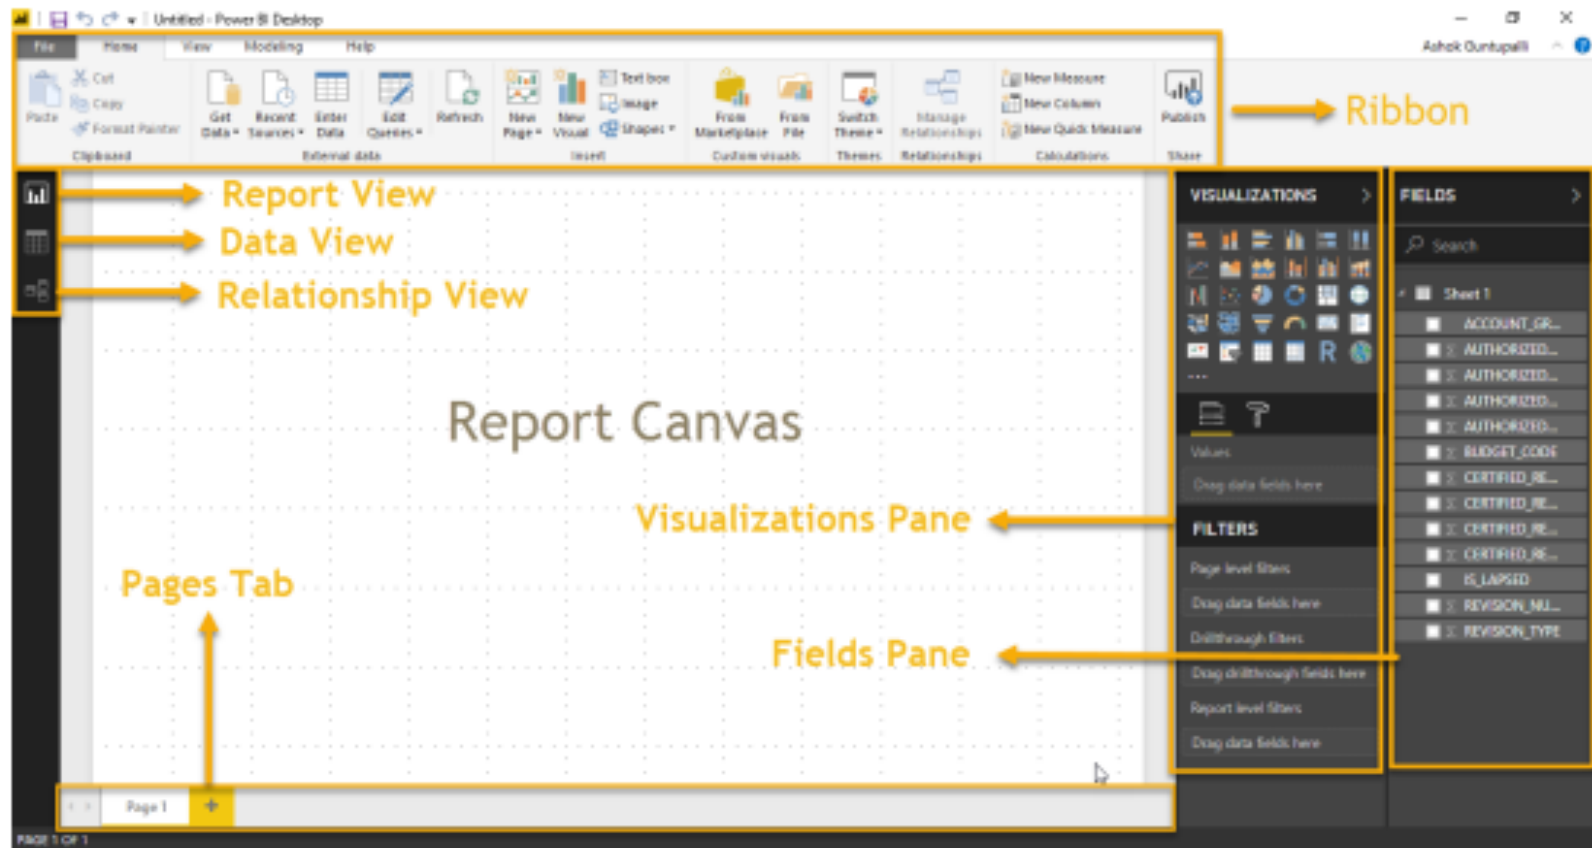 Untitled - Power BI Desktop
File Home View Modeling Help
Ashok Guntupalli
Paste
Cut
Copy
Format Painter
Clipboard
Get Data
Recent Sources
Enter Data
Edit Queries
Refresh
External data
New Page
New Visual
Text box
Image
Shapes
Insert
From Marketplace
From File
Custom visuals
Switch Theme
Themes
Manage Relationships
Relationships
New Measure
New Column
New Quick Measure
Calculations
Publish
Share
Ribbon
Report View
Data View
Relationship View
Report Canvas
Visualizations Pane
Fields Pane
Pages Tab
VISUALIZATIONS
R
...
Values
Drag data fields here
FILTERS
Page level filters
Drag data fields here
Drillthrough filters
Drag drillthrough fields here
Report level filters
Drag data fields here
FIELDS
Search
Sheet 1
ACCOUNT_GR...
Σ AUTHORIZED...
Σ AUTHORIZED...
Σ AUTHORIZED...
Σ AUTHORIZED...
Σ BUDGET_CODE
Σ CERTIFIED_RE...
Σ CERTIFIED_RE...
Σ CERTIFIED_RE...
Σ CERTIFIED_RE...
IS_LAPSED
Σ REVISION_NU...
Σ REVISION_TYPE
Page 1 +
PAGE 1 OF 1